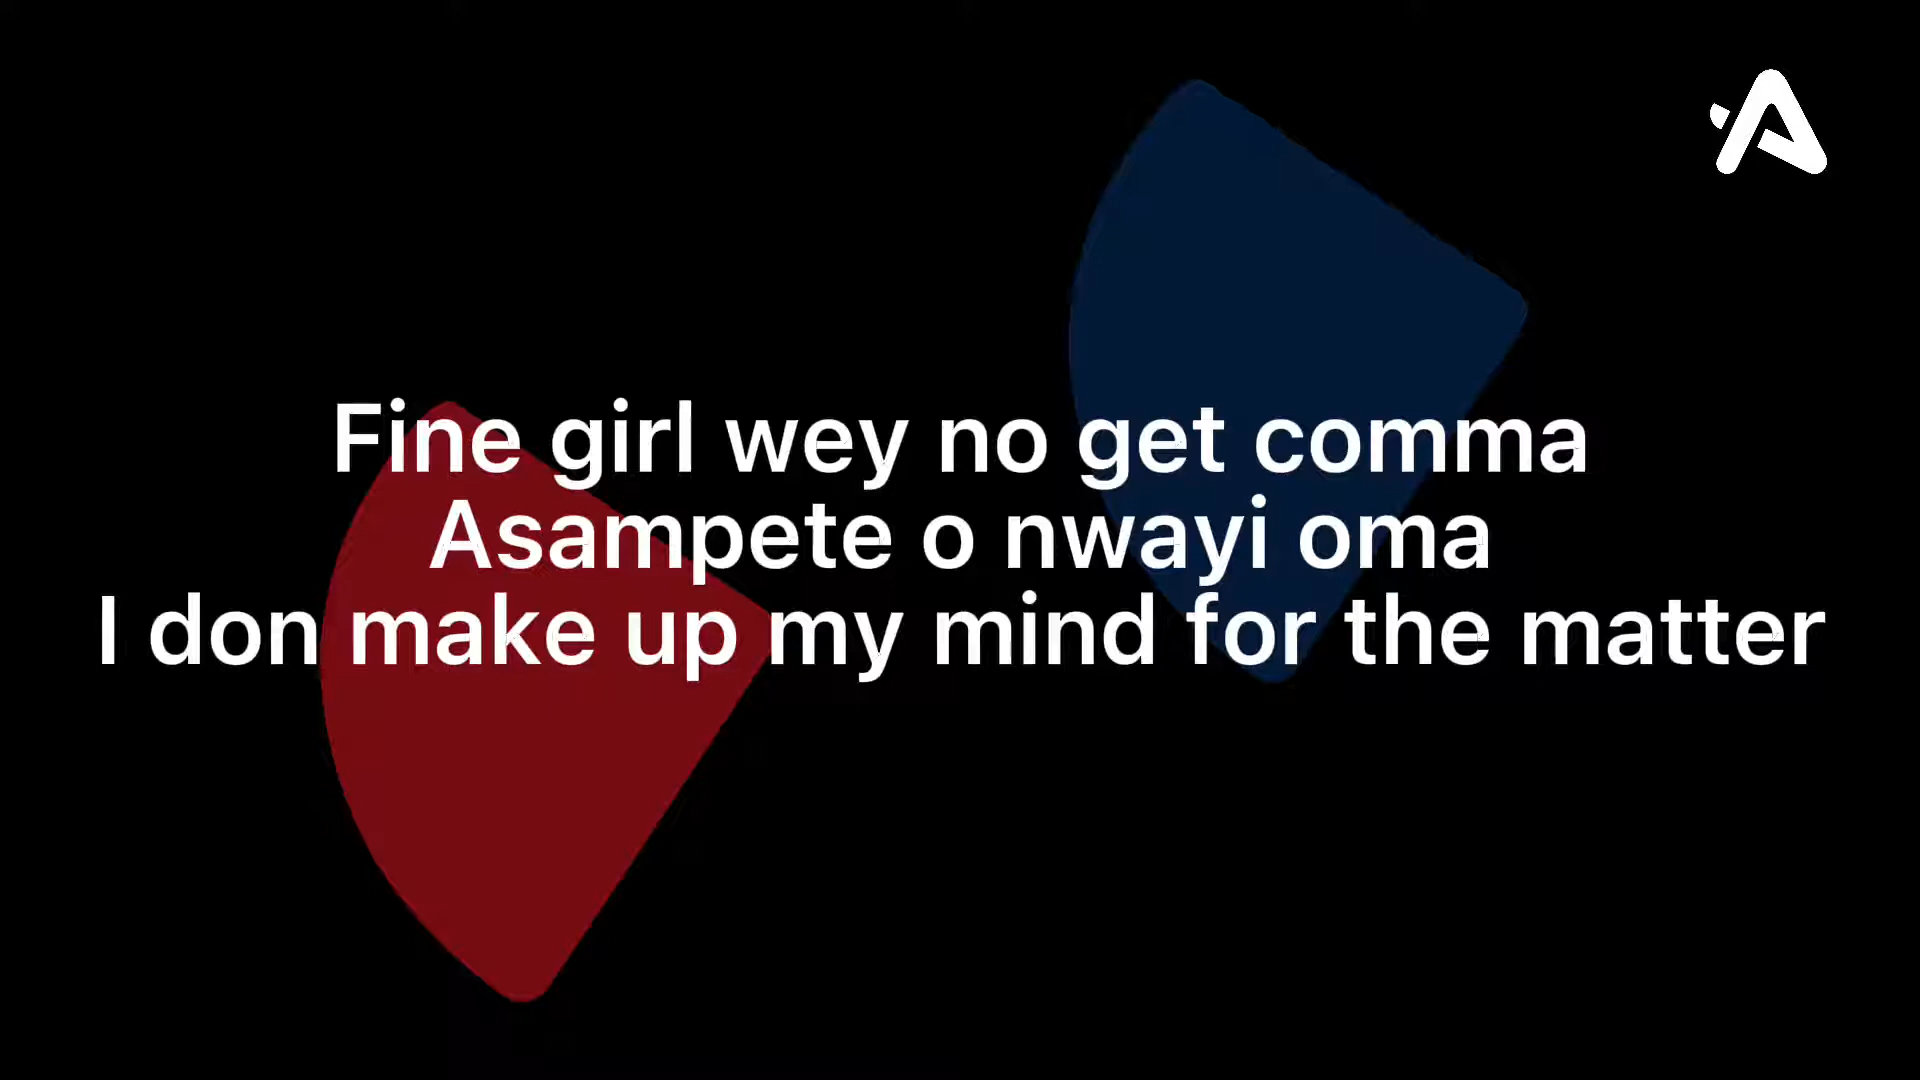 Fine girl wey no get comma
Asampete o nwayi oma
I don make up my mind for the matter